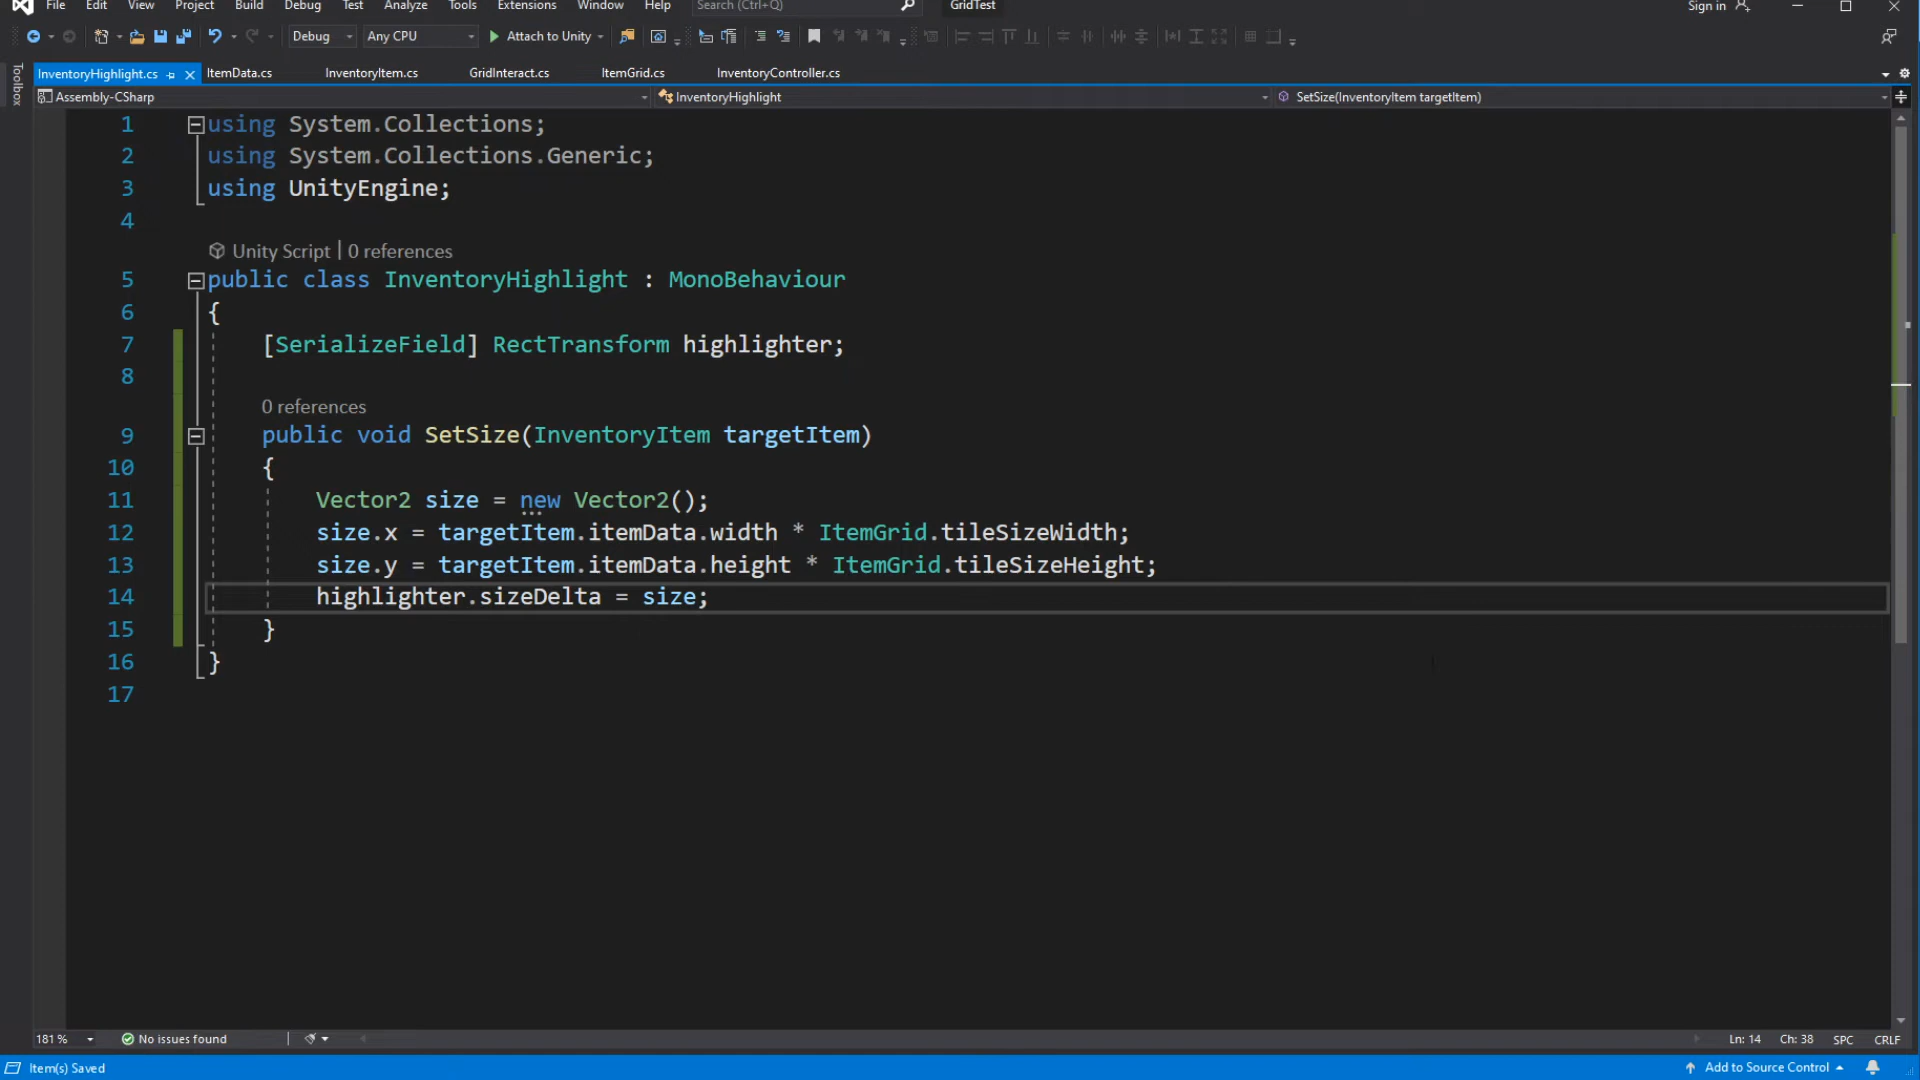 File Edit View Project Build Debug Test Analyze Tools Extensions Window Help Search (Ctrl+Q) GridTest Sign in
Debug Any CPU Attach to Unity
InventoryHighlight.cs ItemData.cs InventoryItem.cs GridInteract.cs ItemGrid.cs InventoryController.cs
Toolbox
Assembly-CSharp InventoryHighlight SetSize(InventoryItem targetItem)
1 using System.Collections;
2 using System.Collections.Generic;
3 using UnityEngine;
4
Unity Script | 0 references
5 public class InventoryHighlight : MonoBehaviour
6 {
7 [SerializeField] RectTransform highlighter;
8
0 references
9 public void SetSize(InventoryItem targetItem)
10 {
11 Vector2 size = new Vector2();
12 size.x = targetItem.itemData.width * ItemGrid.tileSizeWidth;
13 size.y = targetItem.itemData.height * ItemGrid.tileSizeHeight;
14 highlighter.sizeDelta = size;
15 }
16 }
17
181 % No issues found Ln: 14 Ch: 38 SPC CRLF
Item(s) Saved Add to Source Control